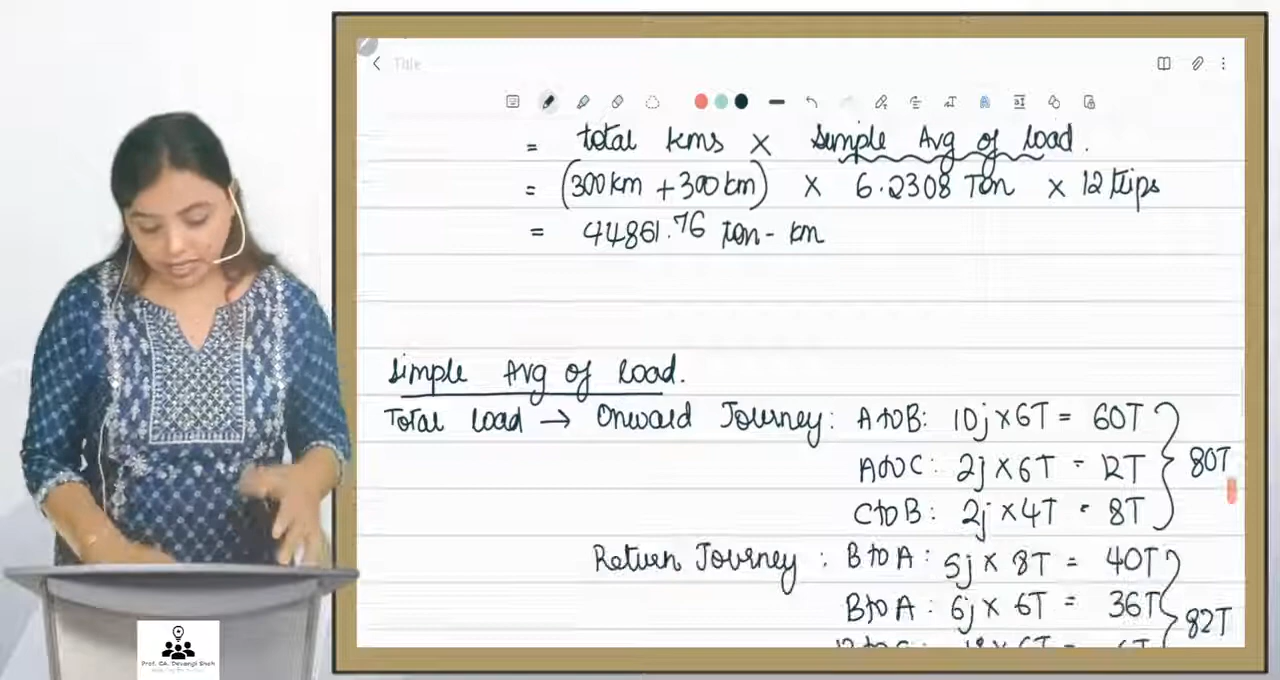 Title
= total kms × Simple Avg of load.
= (300 km + 300 km) × 6.2308 Ton × 12 trips
= 44861.76 ton-km
Simple Avg of load.
Total load → Onward Journey: A to B: 10j × 6T = 60T
A to C: 2j × 6T = 12T
80T
C to B: 2j × 4T = 8T
Return Journey: B to A: 5j × 8T = 40T
B to A: 6j × 6T = 36T
82T
Prof. CA. Devangi Shah